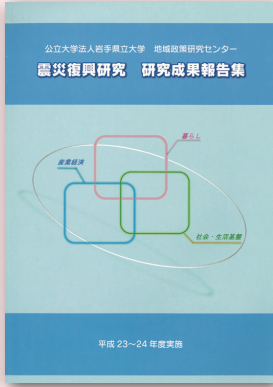 公立大学法人岩手県立大学　地域政策研究センター
震災復興研究　研究成果報告集
暮らし
産業経済
社会・生活基盤
平成 23～24 年度実施